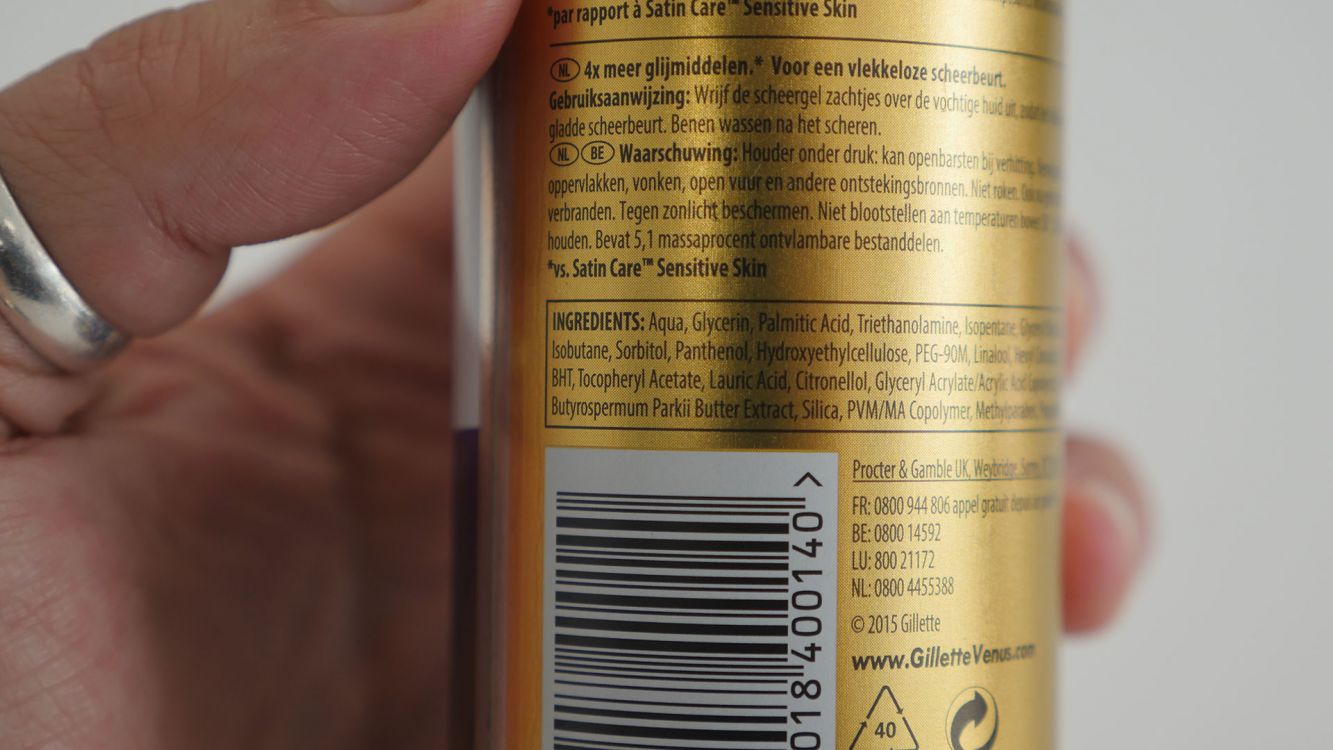 *par rapport à Satin Care™ Sensitive Skin
NL 4x meer glijmiddelen.* Voor een vlekkeloze scheerbeurt.
Gebruiksaanwijzing: Wrijf de scheergel zachtjes over de vochtige huid uit, zodat
gladde scheerbeurt. Benen wassen na het scheren.
NL BE Waarschuwing: Houder onder druk: kan openbarsten bij verhitting.
oppervlakken, vonken, open vuur en andere ontstekingsbronnen. Niet roken.
verbranden. Tegen zonlicht beschermen. Niet blootstellen aan temperaturen boven
houden. Bevat 5,1 massaprocent ontvlambare bestanddelen.
*vs. Satin Care™ Sensitive Skin
INGREDIENTS: Aqua, Glycerin, Palmitic Acid, Triethanolamine, Isopentane,
Isobutane, Sorbitol, Panthenol, Hydroxyethylcellulose, PEG-90M, Linalool,
BHT, Tocopheryl Acetate, Lauric Acid, Citronellol, Glyceryl Acrylate/Acrylic Acid
Butyrospermum Parkii Butter Extract, Silica, PVM/MA Copolymer, Methylparaben,
018400140 >
Procter & Gamble UK, Weybridge,
FR: 0800 944 806 appel gratuit depuis
BE: 0800 14592
LU: 800 21172
NL: 0800 4455388
© 2015 Gillette
www.GilletteVenus.com
40